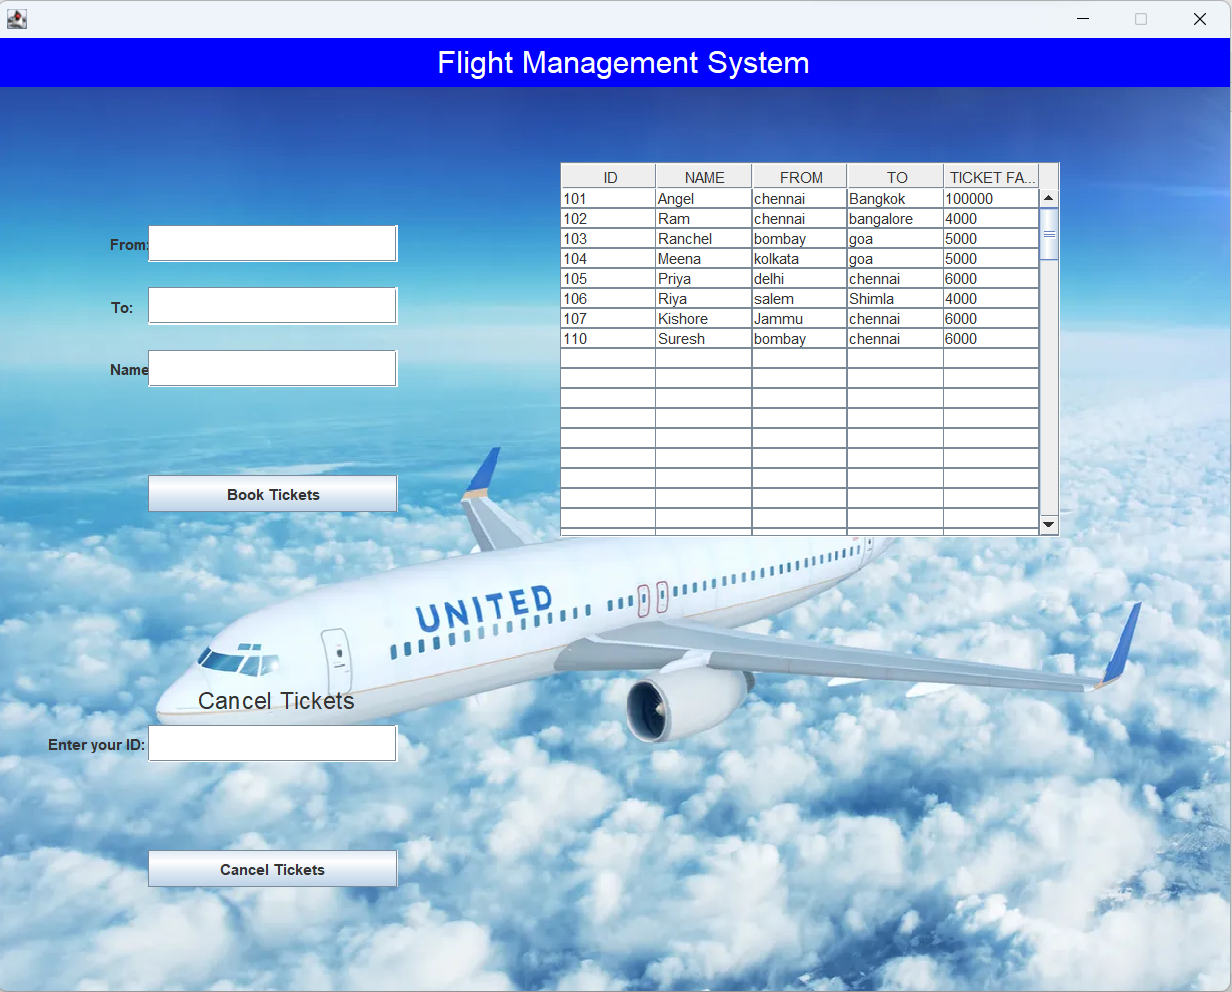 Flight Management System
From:
To:
Name
Book Tickets
ID NAME FROM TO TICKET FA...
101 Angel chennai Bangkok 100000
102 Ram chennai bangalore 4000
103 Ranchel bombay goa 5000
104 Meena kolkata goa 5000
105 Priya delhi chennai 6000
106 Riya salem Shimla 4000
107 Kishore Jammu chennai 6000
110 Suresh bombay chennai 6000
UNITED
Cancel Tickets
Enter your ID:
Cancel Tickets